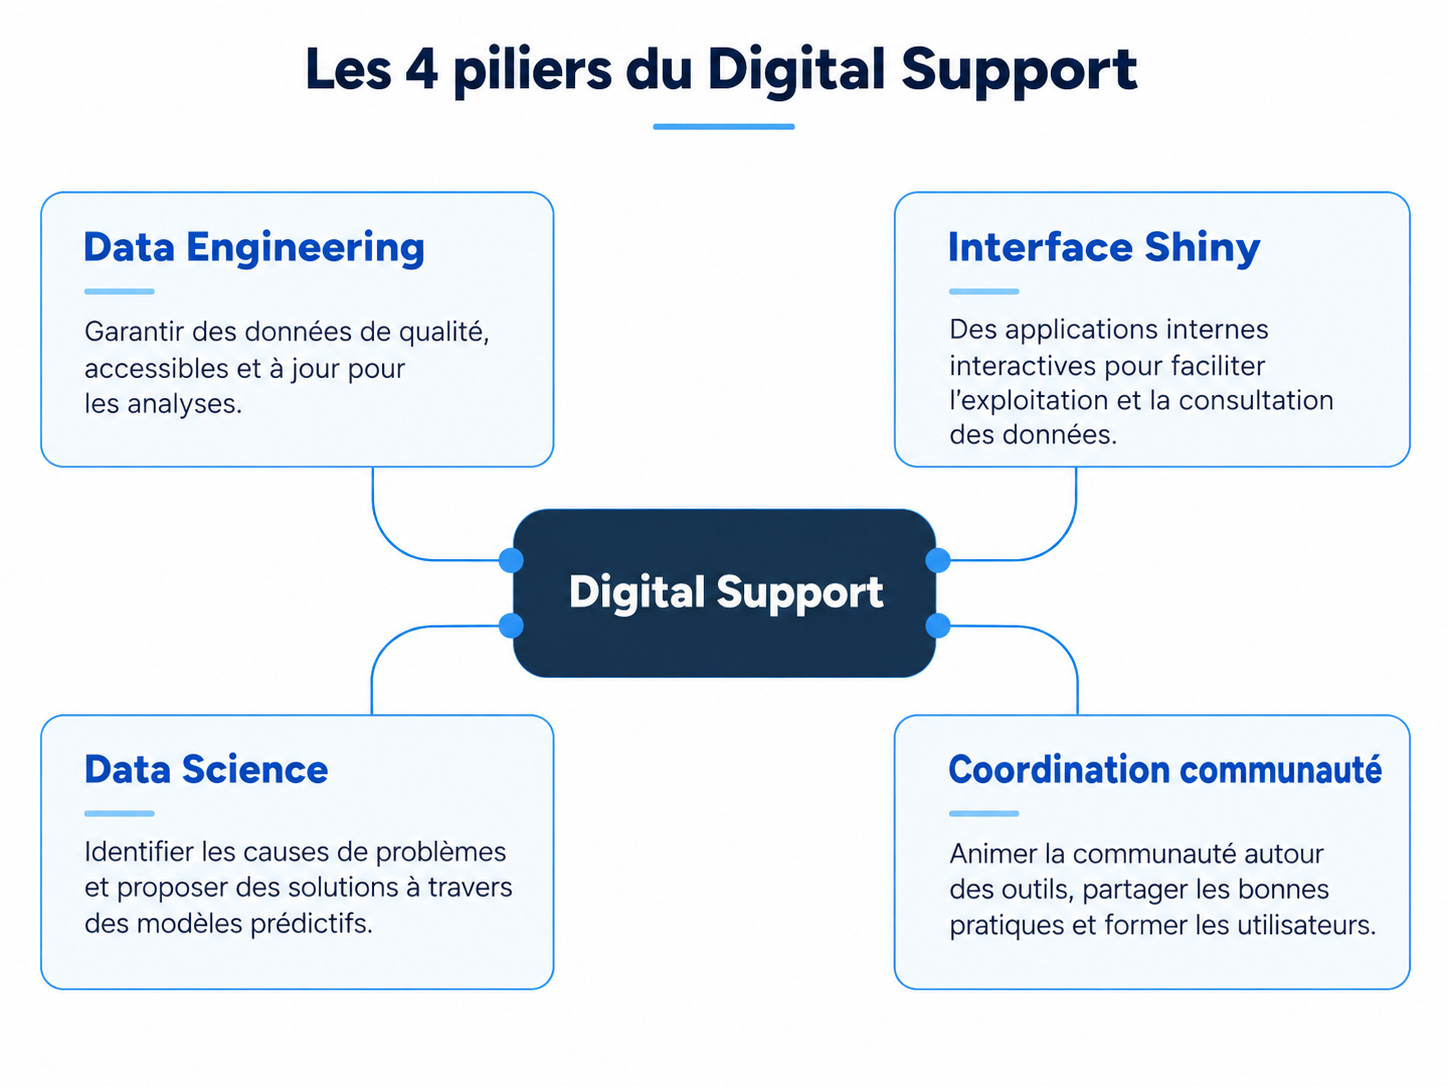 Les 4 piliers du Digital Support
Data Engineering
Garantir des données de qualité,
accessibles et à jour pour
les analyses.
Interface Shiny
Des applications internes
interactives pour faciliter
l’exploitation et la consultation
des données.
Digital Support
Data Science
Identifier les causes de problèmes
et proposer des solutions à travers
des modèles prédictifs.
Coordination communauté
Animer la communauté autour
des outils, partager les bonnes
pratiques et former les utilisateurs.